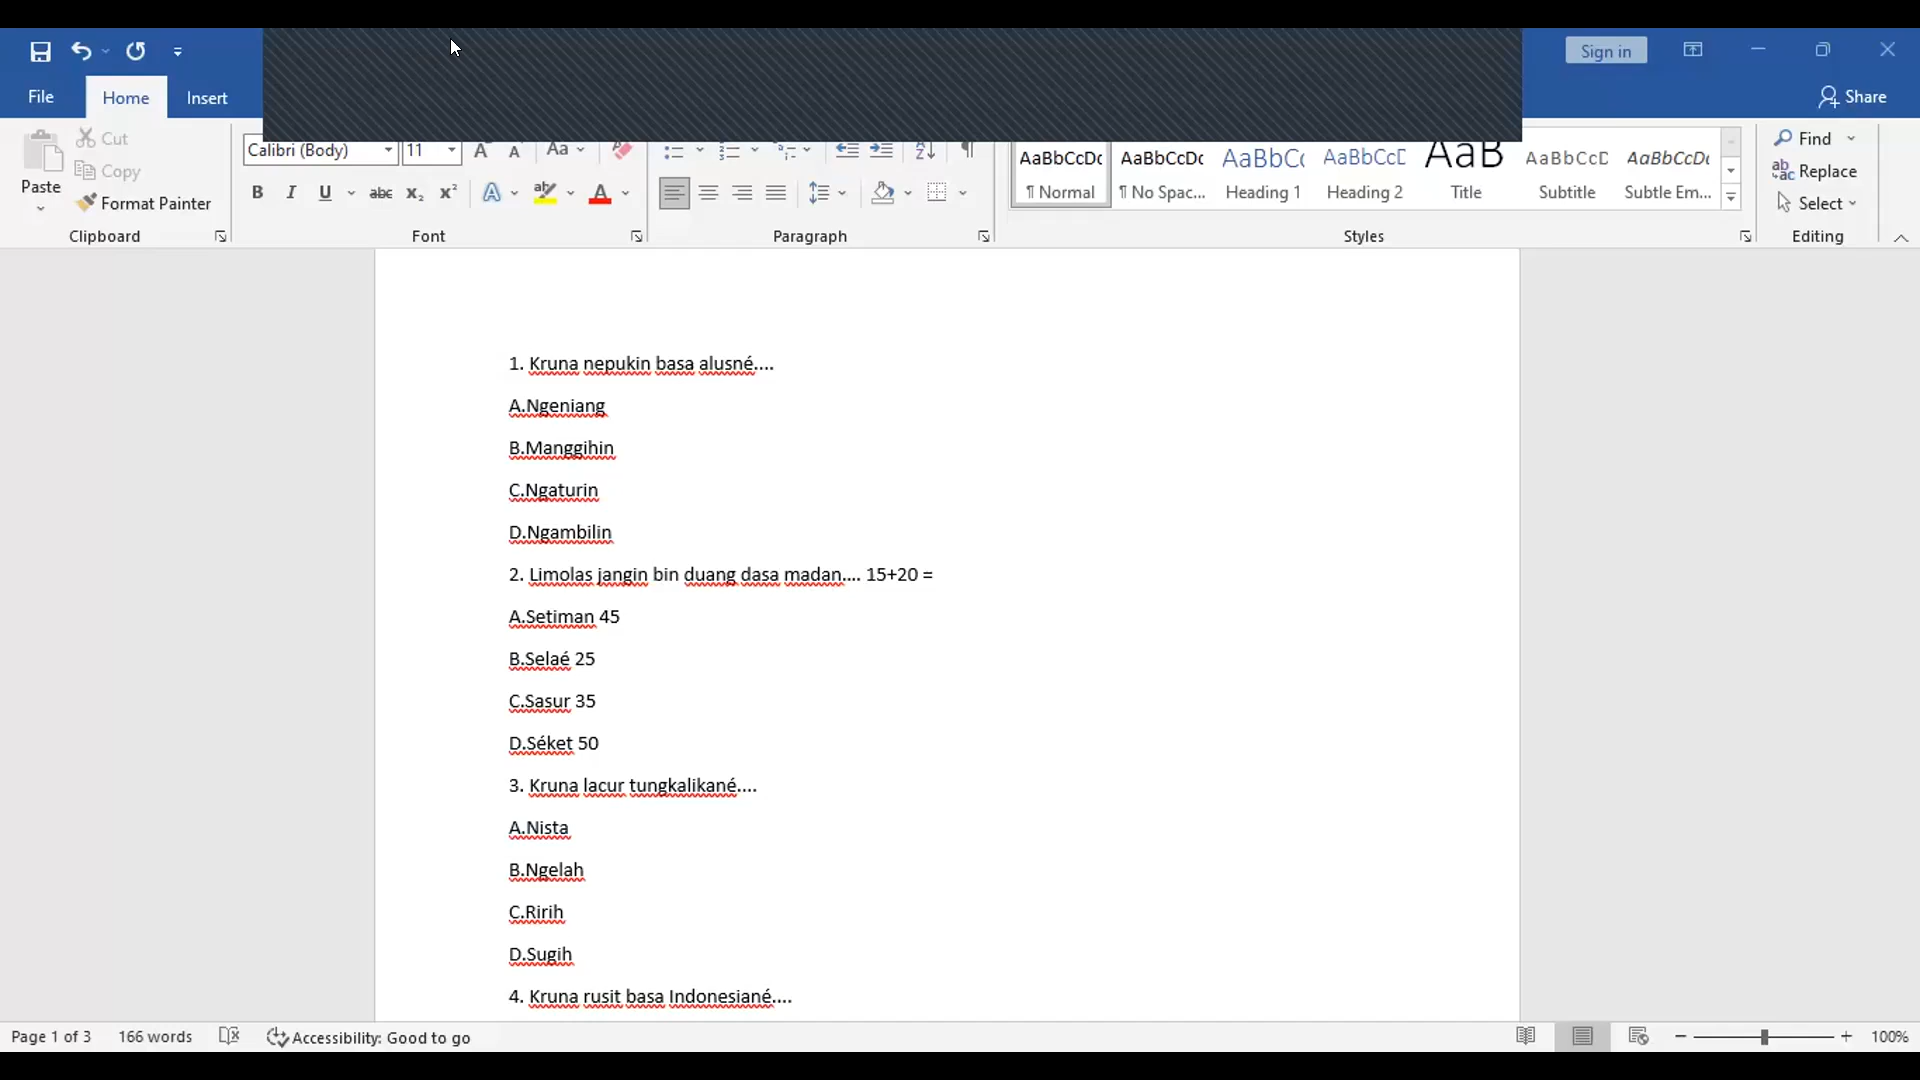 Sign in
File
Home
Insert
Share
Paste
Cut
Copy
Format Painter
Clipboard
Calibri (Body)
11
Font
Paragraph
AaBbCcDc
¶ Normal
AaBbCcDc
¶ No Spac...
AaBbC
Heading 1
AaBbCcD
Heading 2
AaB
Title
AaBbCcD
Subtitle
AaBbCcDc
Subtle Em...
Styles
Find
Replace
Select
Editing
1. Kruna nepukin basa alusné....
A.Ngeniang
B.Manggihin
C.Ngaturin
D.Ngambilin
2. Limolas jangin bin duang dasa madan.... 15+20 =
A.Setiman 45
B.Selaé 25
C.Sasur 35
D.Séket 50
3. Kruna lacur tungkalikané....
A.Nista
B.Ngelah
C.Ririh
D.Sugih
4. Kruna rusit basa Indonesiané....
Page 1 of 3
166 words
Accessibility: Good to go
100%